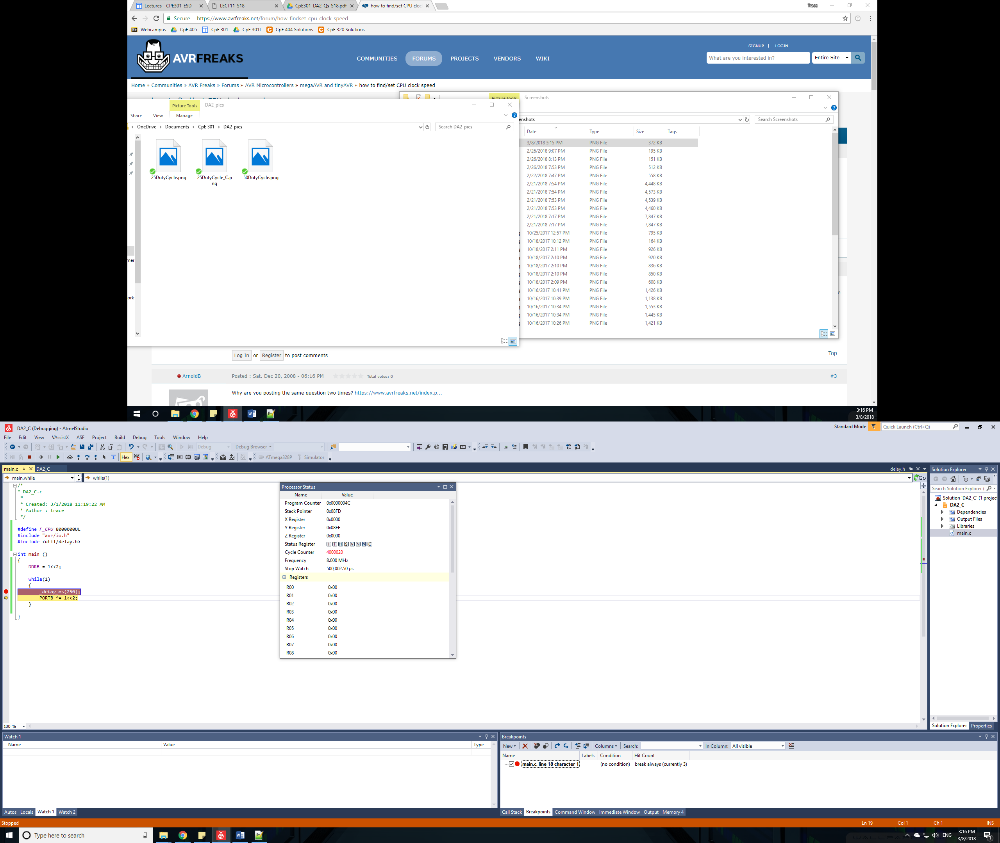 Lectures - CPE301-ESD
LECT11_S18
CpE301_DA2_Qs_S18.pdf
how to find/set CPU cloc
Trace
Secure
https://www.avrfreaks.net/forum/how-findset-cpu-clock-speed
Webcampus CpE 405 CpE 301 CpE 301L CpE 404 Solutions CpE 320 Solutions
SIGNUP | LOGIN
AVRFREAKS
COMMUNITIES FORUMS PROJECTS VENDORS WIKI
What are you interested in? Entire Site
Home » Communities » AVR Freaks » Forums » AVR Microcontrollers » megaAVR and tinyAVR » how to find/set CPU clock speed
Picture Tools DA2_pics
Share View Manage
OneDrive › Documents › CpE 301 › DA2_pics
Search DA2_pics
25DutyCycle.png
25DutyCycle_C.p
ng
50DutyCycle.png
Picture Tools Screenshots
enshots
Search Screenshots
Date Type Size Tags
3/8/2018 3:15 PM PNG File 372 KB
2/26/2018 9:07 PM PNG File 195 KB
2/26/2018 8:13 PM PNG File 151 KB
2/26/2018 7:53 PM PNG File 512 KB
2/22/2018 7:47 PM PNG File 558 KB
2/21/2018 7:54 PM PNG File 4,448 KB
2/21/2018 7:54 PM PNG File 4,573 KB
2/21/2018 7:53 PM PNG File 4,539 KB
2/21/2018 7:53 PM PNG File 4,460 KB
2/21/2018 7:17 PM PNG File 7,847 KB
2/21/2018 7:17 PM PNG File 7,847 KB
10/25/2017 12:57 PM PNG File 795 KB
10/18/2017 10:12 PM PNG File 164 KB
10/18/2017 2:11 PM PNG File 926 KB
10/18/2017 2:10 PM PNG File 920 KB
10/18/2017 2:10 PM PNG File 836 KB
10/18/2017 2:10 PM PNG File 850 KB
10/18/2017 2:09 PM PNG File 608 KB
10/16/2017 10:41 PM PNG File 1,426 KB
10/16/2017 10:39 PM PNG File 1,138 KB
10/16/2017 10:34 PM PNG File 1,553 KB
10/16/2017 10:34 PM PNG File 1,445 KB
10/16/2017 10:26 PM PNG File 1,421 KB
Log In or Register to post comments
Top
ArnoldB
Posted : Sat. Dec 20, 2008 - 06:16 PM
Total votes: 0
#3
Why are you posting the same question two times? https://www.avrfreaks.net/index.p...
3:16 PM
3/8/2018
DA2_C (Debugging) - AtmelStudio
Standard Mode
Quick Launch (Ctrl+Q)
File Edit View VAssistX ASF Project Build Debug Tools Window Help
Debug
Debug Browser
Hex
ATmega328P
Simulator
main.c
DA2_C
delay.h
main.while
while(1)
Go
/*
* DA2_C.c
*
* Created: 3/1/2018 11:19:22 AM
* Author : trace
*/
#define F_CPU 8000000UL
#include "avr/io.h"
#include <util/delay.h>
int main ()
{
DDRB = 1<<2;
while(1)
{
_delay_ms(250);
PORTB ^= 1<<2;
}
}
Processor Status
Name Value
Program Counter 0x0000004C
Stack Pointer 0x08FD
X Register 0x0000
Y Register 0x08FF
Z Register 0x0000
Status Register I T H S V N Z C
Cycle Counter 4000020
Frequency 8.000 MHz
Stop Watch 500,002.50 µs
Registers
R00 0x00
R01 0x00
R02 0x00
R03 0x00
R04 0x00
R05 0x00
R06 0x00
R07 0x00
R08 0x00
Solution Explorer
Search Solution Explorer (
Solution 'DA2_C' (1 project
DA2_C
Dependencies
Output Files
Libraries
main.c
100 %
Solution Explorer Properties
Watch 1
Name Value Type
Autos Locals Watch 1 Watch 2
Breakpoints
New Columns Search: In Column: All visible
Name Labels Condition Hit Count
main.c, line 18 character 1 (no condition) break always (currently 3)
Call Stack Breakpoints Command Window Immediate Window Output Memory 4
Stopped
Ln 19 Col 1 Ch 1 INS
Type here to search
ENG
3:16 PM
3/8/2018
1